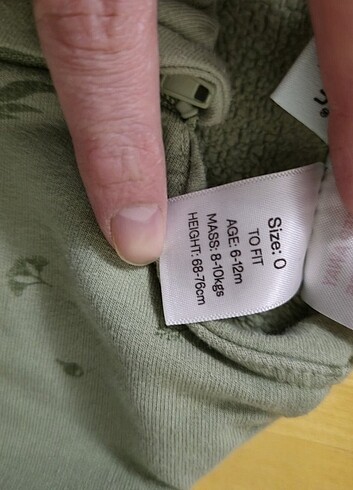 Size: 0
TO FIT
AGE: 6-12m
MASS: 8-10kgs
HEIGHT: 68-76cm